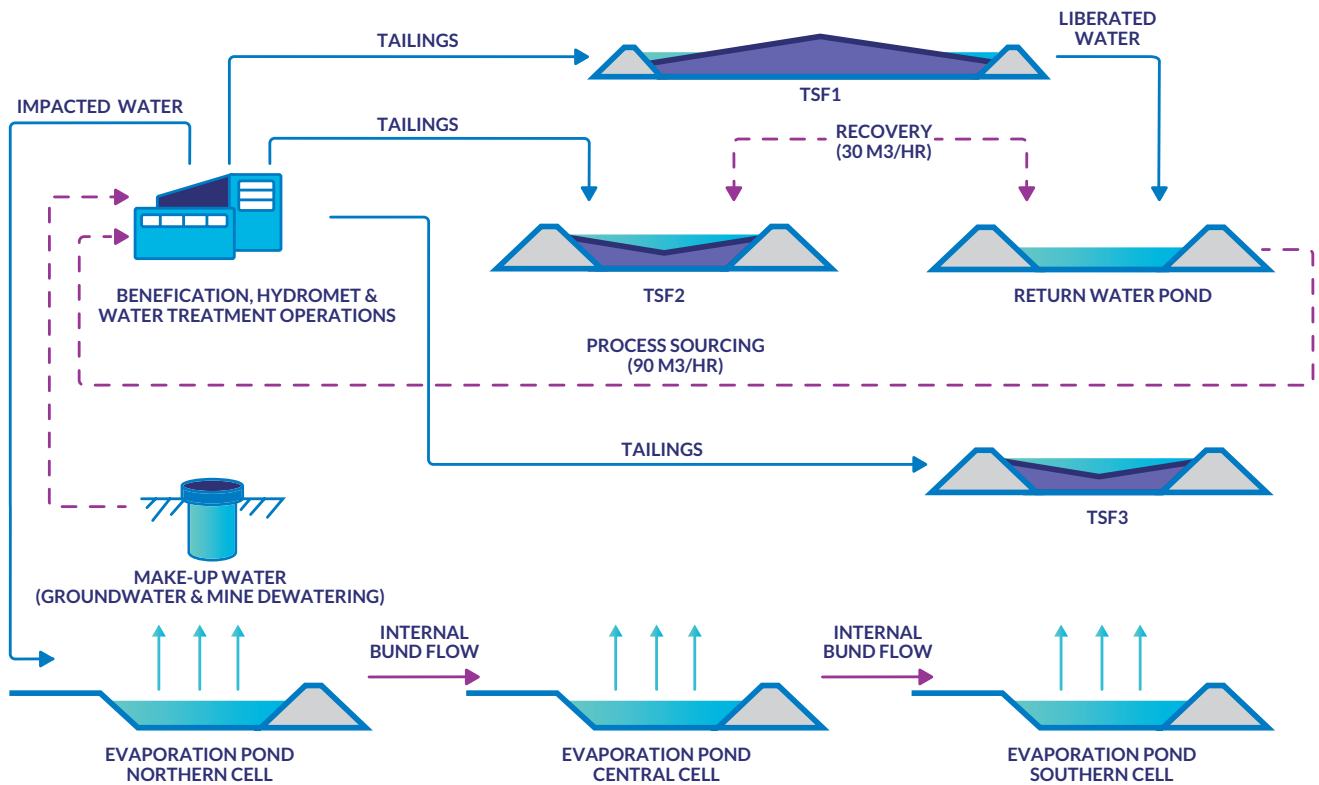 LIBERATED
WATER
TAILINGS
TSF1
IMPACTED WATER
TAILINGS
RECOVERY
(30 M3/HR)
BENEFICATION, HYDROMET &
WATER TREATMENT OPERATIONS
TSF2
RETURN WATER POND
PROCESS SOURCING
(90 M3/HR)
TAILINGS
TSF3
MAKE-UP WATER
(GROUNDWATER & MINE DEWATERING)
INTERNAL
BUND FLOW
INTERNAL
BUND FLOW
EVAPORATION POND
NORTHERN CELL
EVAPORATION POND
CENTRAL CELL
EVAPORATION POND
SOUTHERN CELL